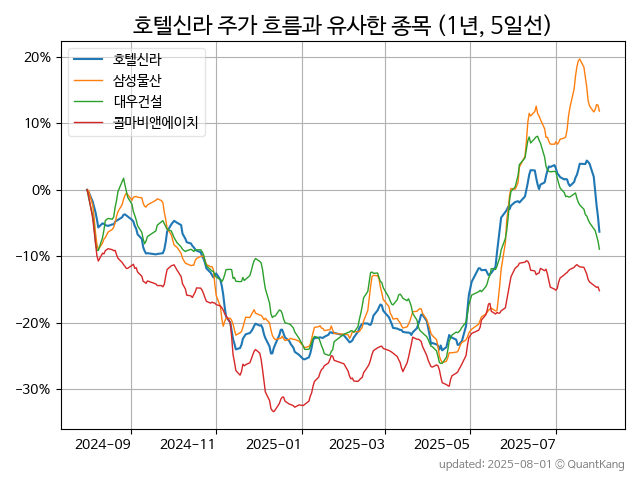 호텔신라 주가 흐름과 유사한 종목 (1년, 5일선)
호텔신라
삼성물산
대우건설
콜마비앤에이치
20%
10%
0%
−10%
−20%
−30%
2024-09
2024-11
2025-01
2025-03
2025-05
2025-07
updated: 2025-08-01 © QuantKang